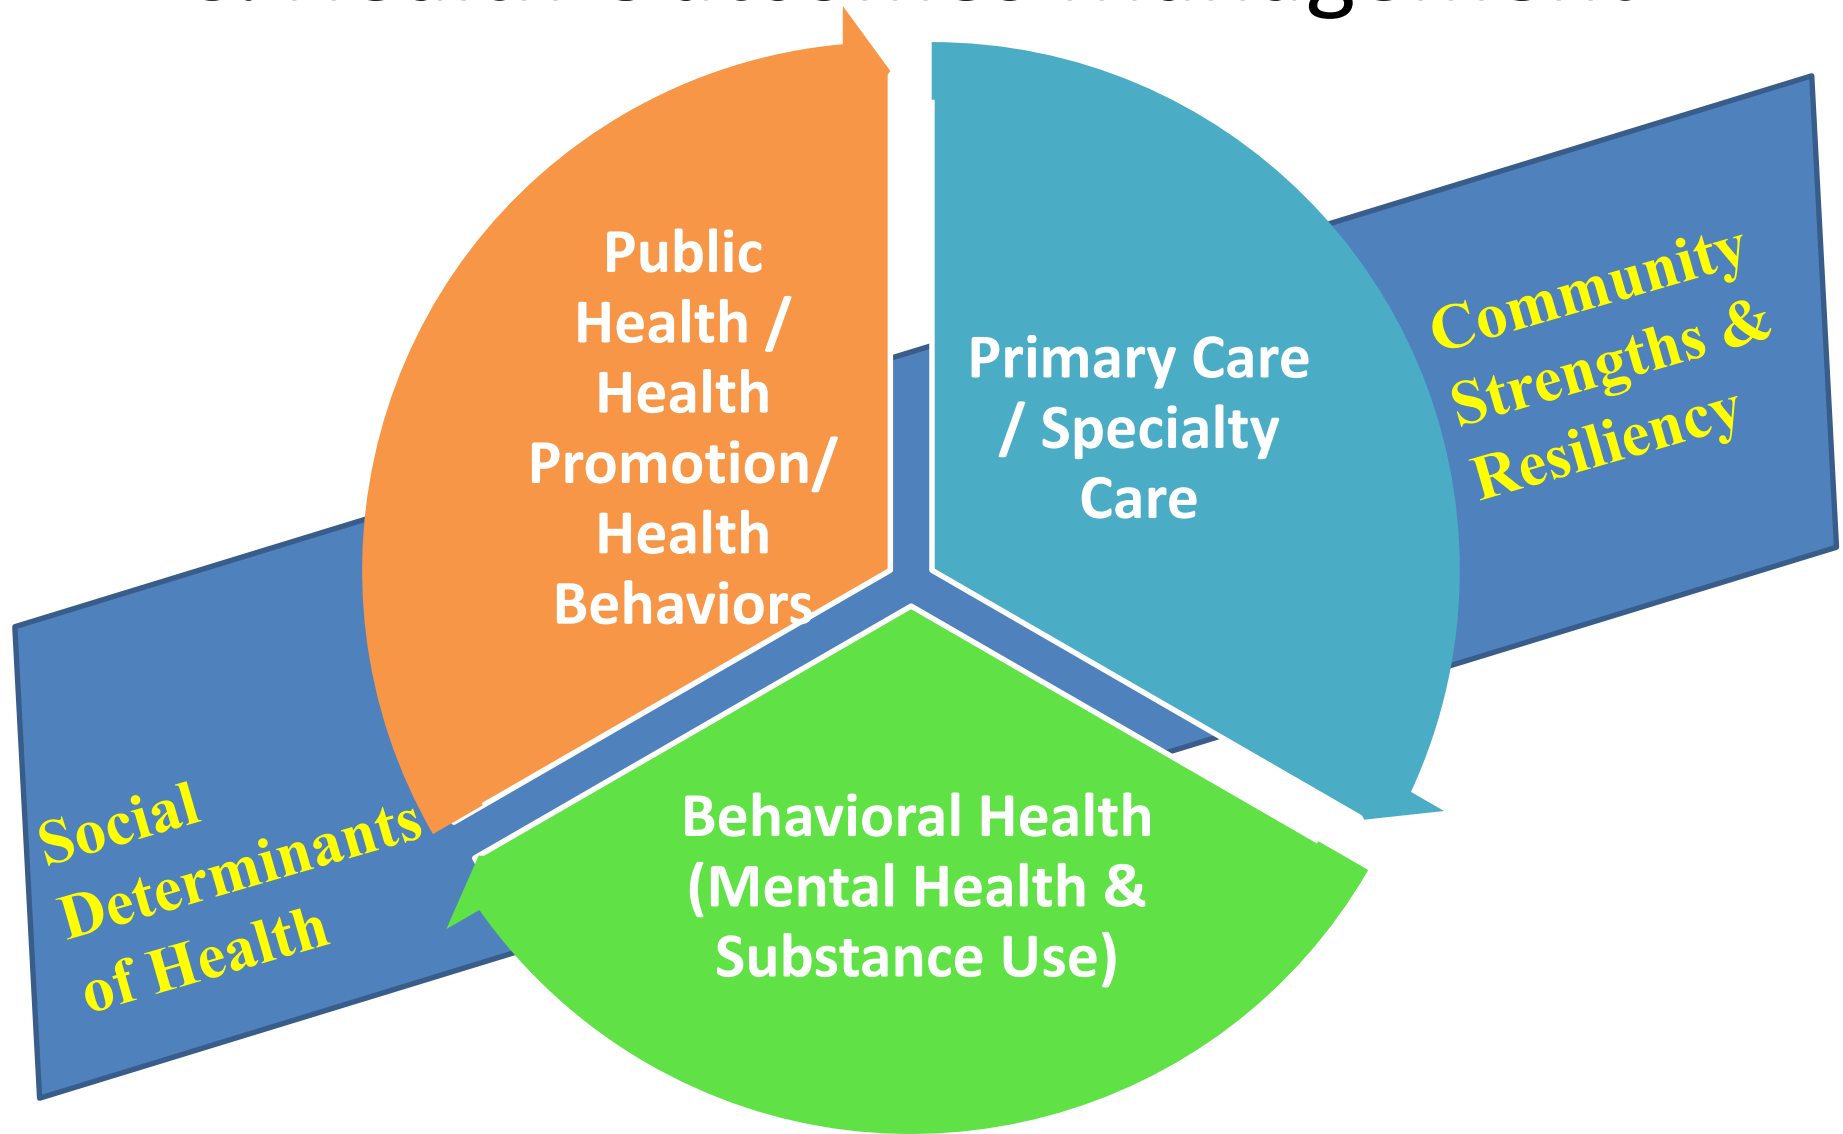 Public
Health /
Health
Promotion/
Health
Behaviors
Primary Care
/ Specialty
Care
Community
Strengths &
Resiliency
Behavioral Health
(Mental Health &
Substance Use)
Social
Determinants
of Health